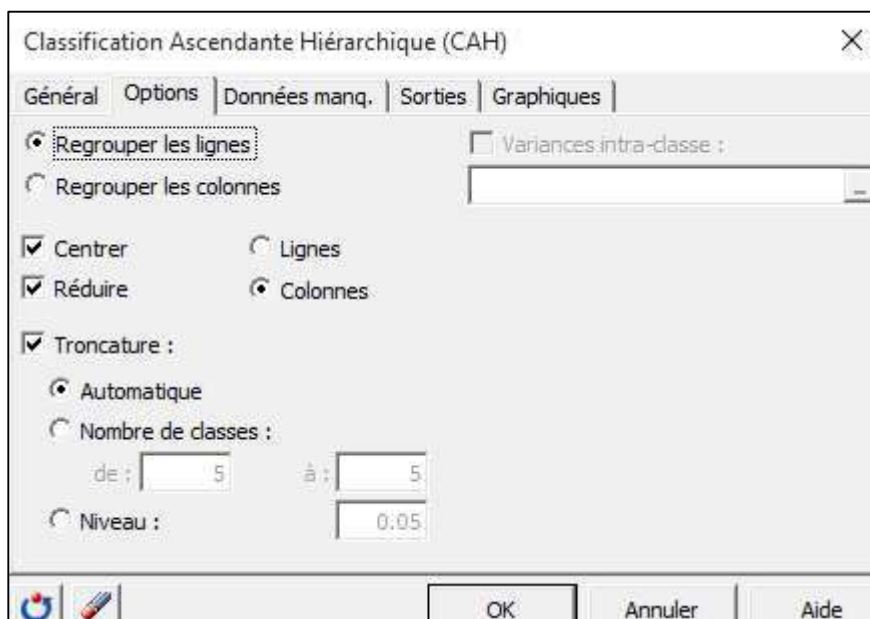 Classification Ascendante Hiérarchique (CAH)
Général Options Données manq. Sorties Graphiques
Regrouper les lignes
Variances intra-classe :
Regrouper les colonnes
...
Centrer Lignes
Réduire Colonnes
Troncature :
Automatique
Nombre de classes :
de : 5 à : 5
Niveau : 0.05
OK Annuler Aide